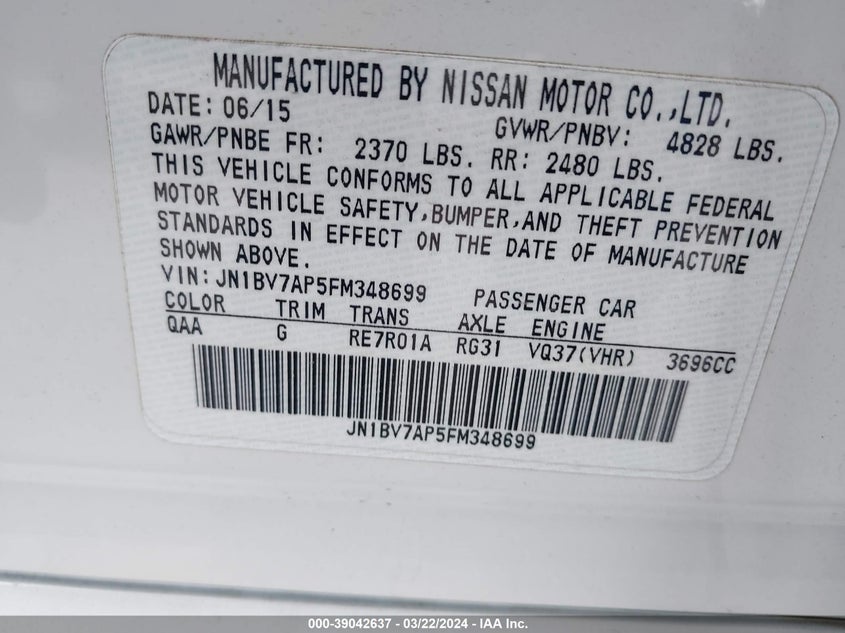 MANUFACTURED BY NISSAN MOTOR CO.,LTD.
DATE: 06/15 GVWR/PNBV: 4828 LBS.
GAWR/PNBE FR: 2370 LBS. RR: 2480 LBS.
THIS VEHICLE CONFORMS TO ALL APPLICABLE FEDERAL
MOTOR VEHICLE SAFETY,BUMPER,AND THEFT PREVENTION
STANDARDS IN EFFECT ON THE DATE OF MANUFACTURE
SHOWN ABOVE.
VIN:JN1BV7AP5FM348699 PASSENGER CAR
COLOR TRIM TRANS AXLE ENGINE
QAA G RE7R01A RG31 VQ37(VHR) 3696CC
JN1BV7AP5FM348699
000-39042637 - 03/22/2024 - IAA Inc.